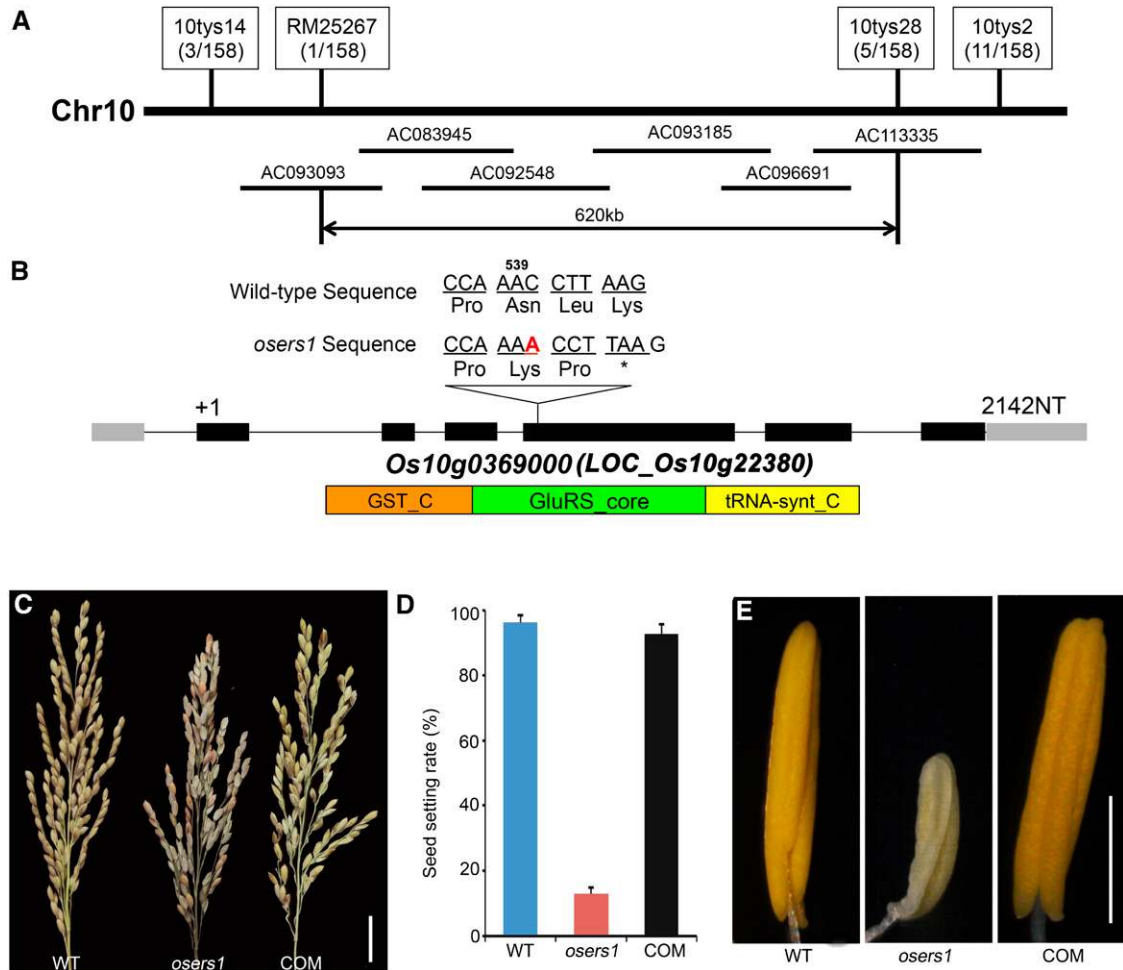 A
10tys14
(3/158)
RM25267
(1/158)
10tys28
(5/158)
10tys2
(11/158)
Chr10
AC083945
AC093185
AC113335
AC093093
AC092548
AC096691
620kb
B
539
Wild-type Sequence CCA AAC CTT AAG
Pro Asn Leu Lys
osers1 Sequence CCA AAA CCT TAA G
Pro Lys Pro *
+1
2142NT
Os10g0369000 (LOC_Os10g22380)
GST_C GluRS_core tRNA-synt_C
C
WT osers1 COM
D
Seed setting rate (%)
100
80
60
40
20
0
WT osers1 COM
E
WT osers1 COM